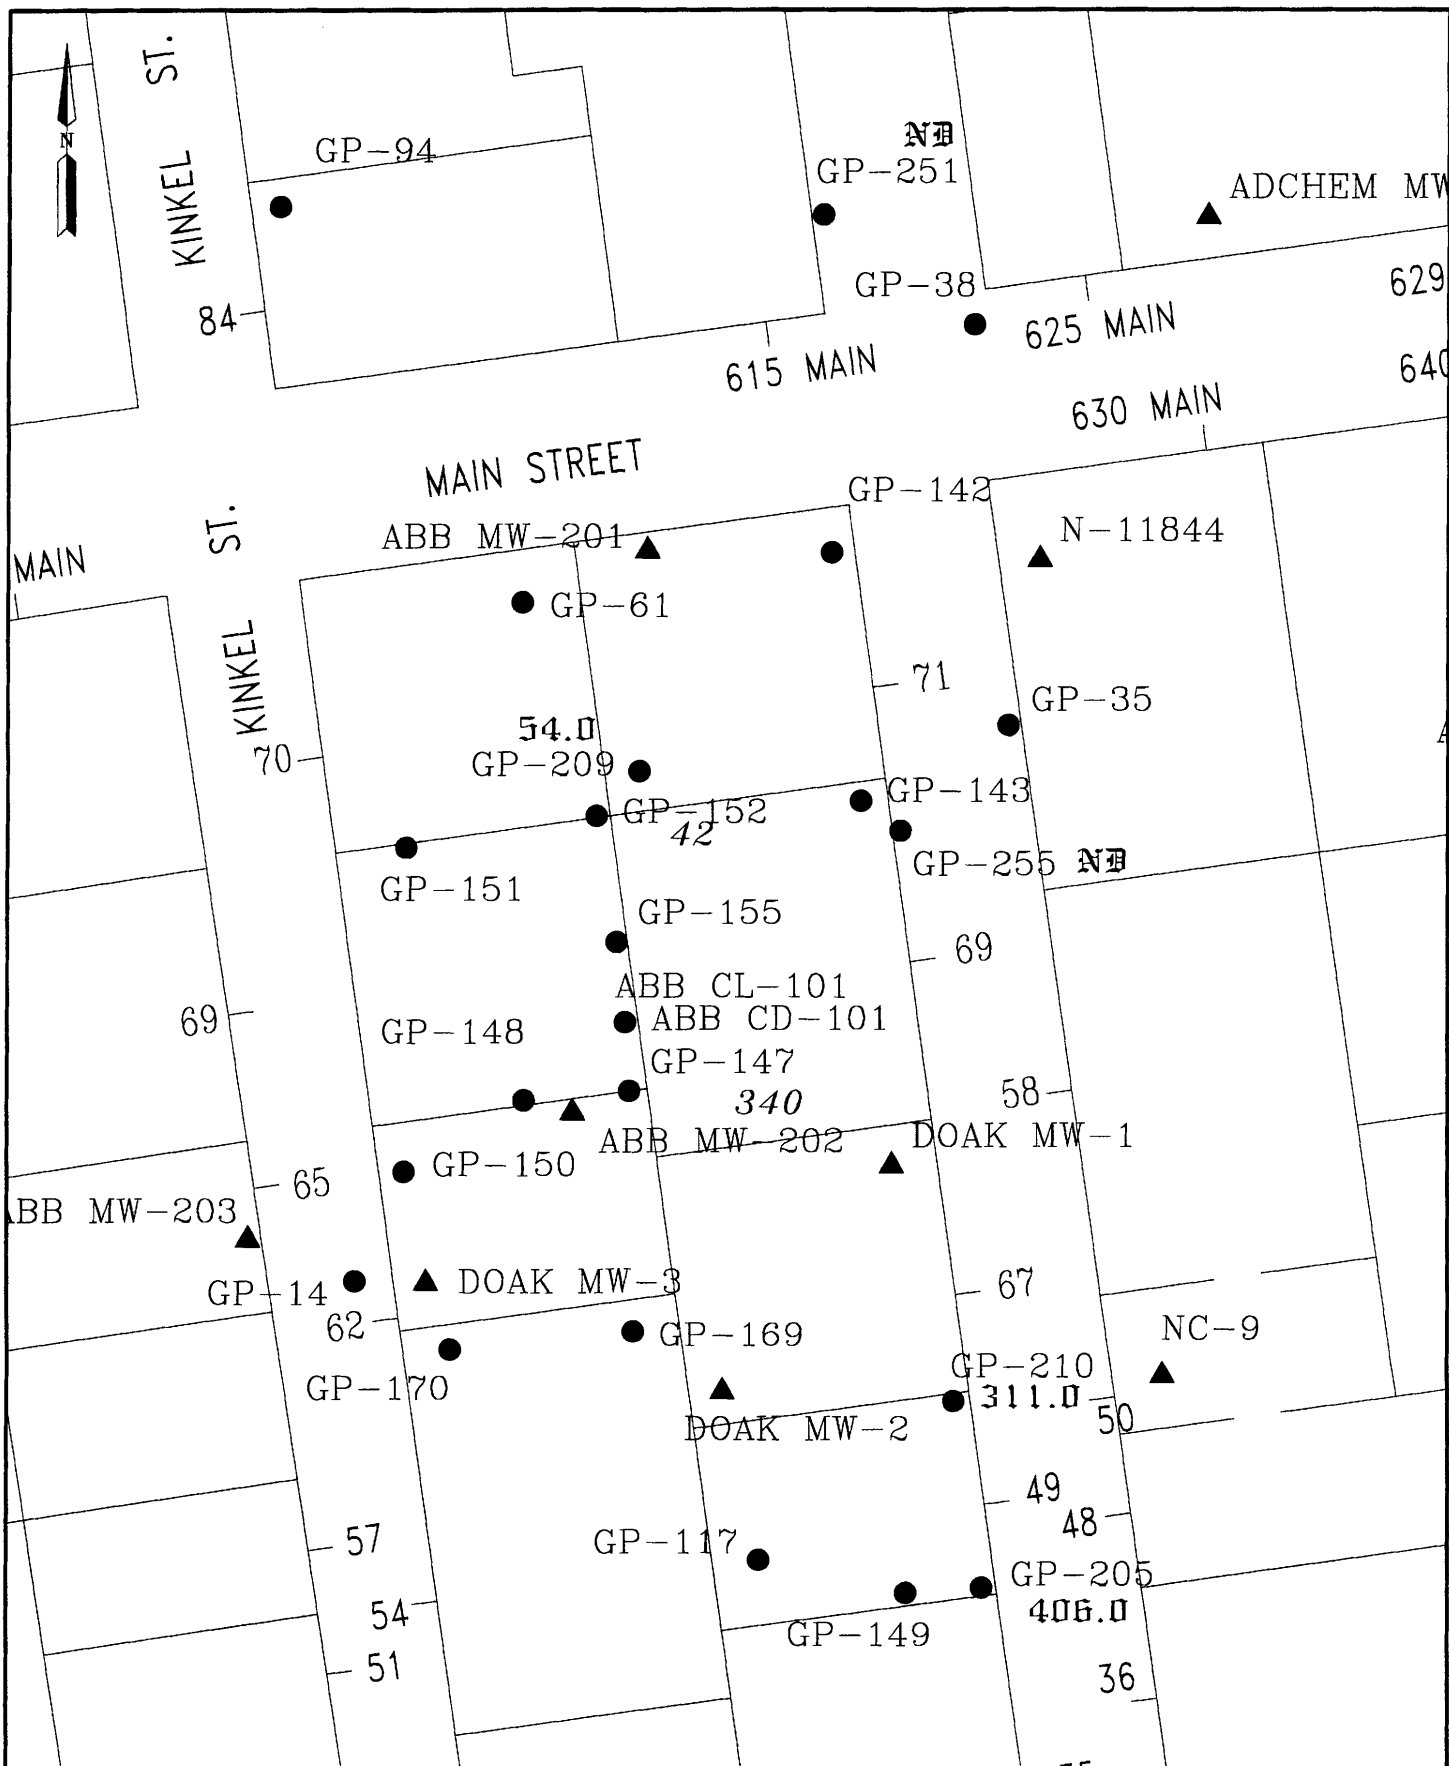 KINKEL ST.
N
GP-94
ND
GP-251
ADCHEM MW
GP-38
84
629
625 MAIN
615 MAIN
640
630 MAIN
MAIN STREET
GP-142
KINKEL ST.
ABB MW-201
N-11844
MAIN
GP-61
71
GP-35
54.0
70
GP-209
GP-143
GP-152
42
GP-255 ND
GP-151
GP-155
69
ABB CL-101
69
ABB CD-101
GP-148
GP-147
58
340
ABB MW-202
DOAK MW-1
GP-150
65
ABB MW-203
DOAK MW-3
67
GP-14
62
GP-169
NC-9
GP-210
GP-170
311.0
50
DOAK MW-2
49
48
57
GP-117
GP-205
54
406.0
GP-149
51
36